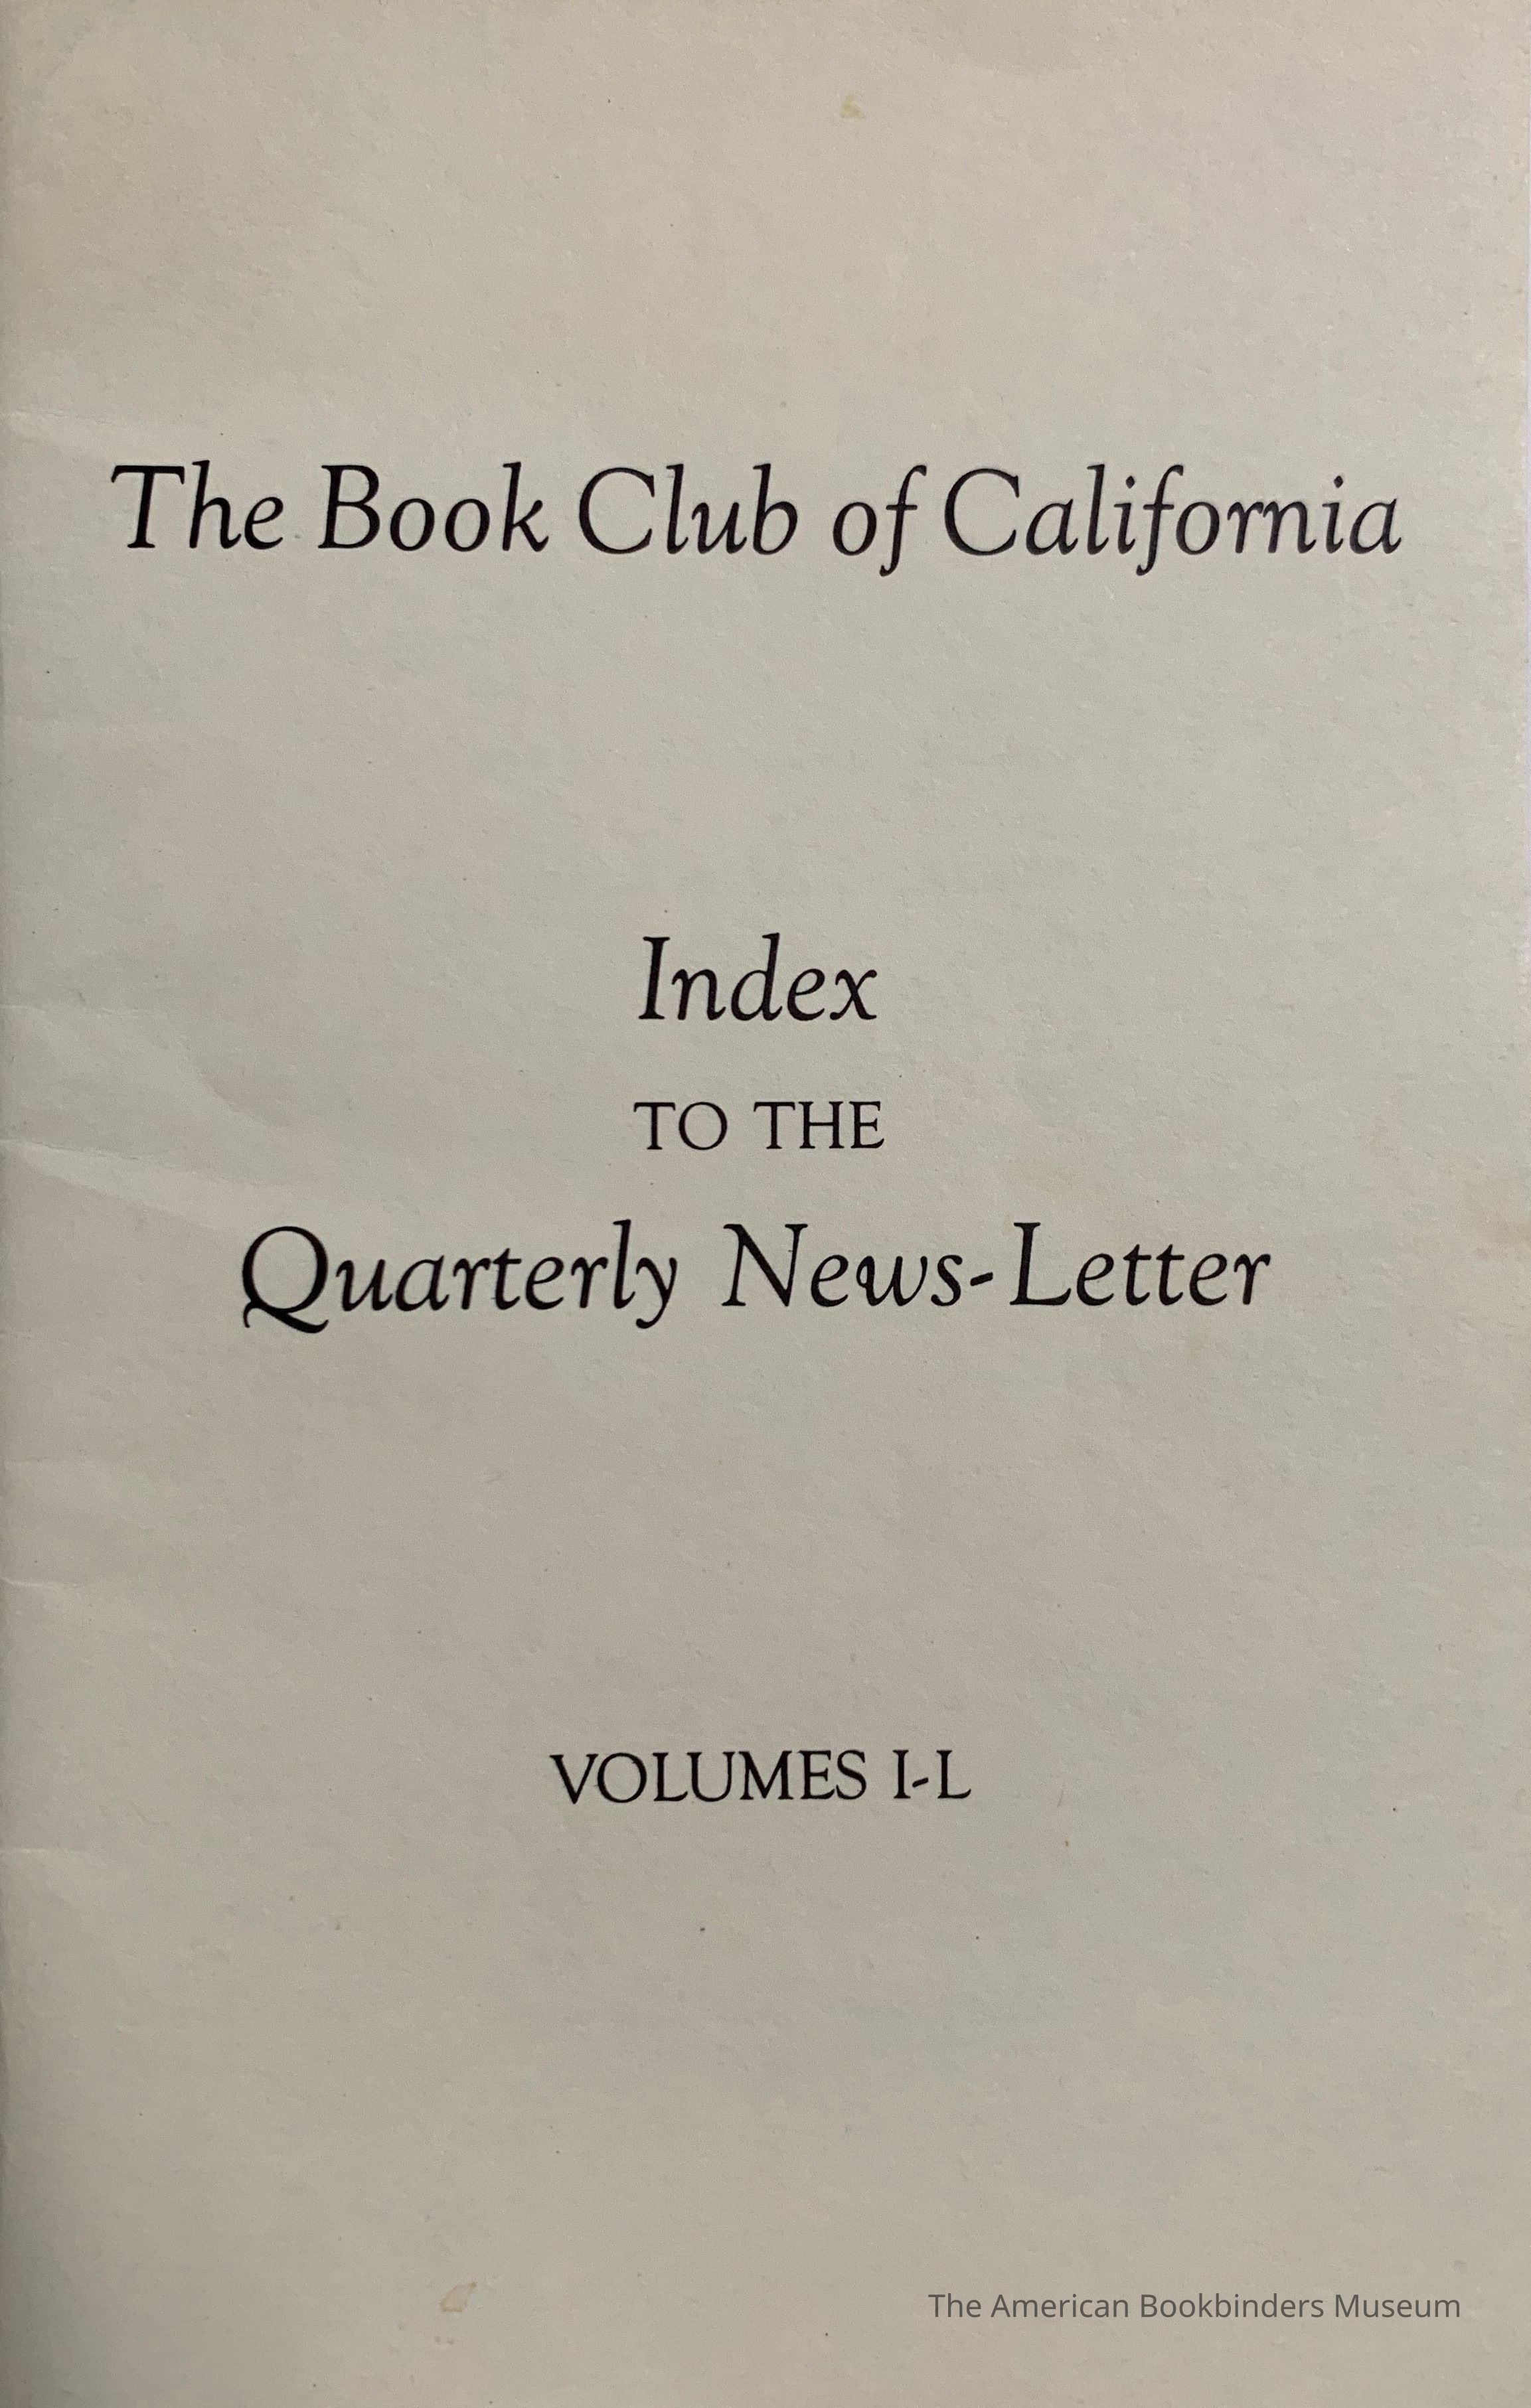 The Book Club of California
Index
TO THE
Quarterly News-Letter
VOLUMES I-L
The American Bookbinders Museum